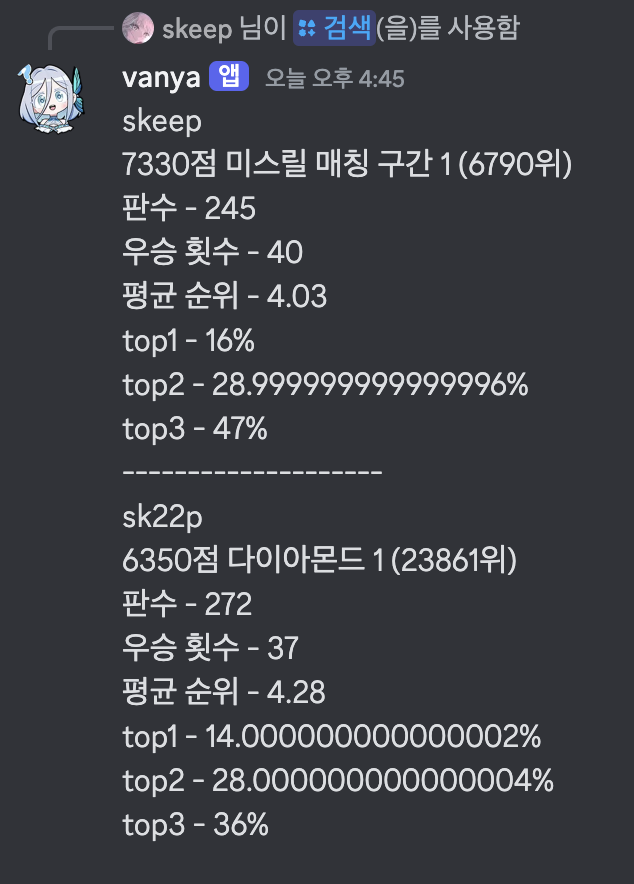 skeep 님이 검색(을)를 사용함
vanya 앱 오늘 오후 4:45
skeep
7330점 미스릴 매칭 구간 1 (6790위)
판수 - 245
우승 횟수 - 40
평균 순위 - 4.03
top1 - 16%
top2 - 28.999999999999996%
top3 - 47%
--------------------
sk22p
6350점 다이아몬드 1 (23861위)
판수 - 272
우승 횟수 - 37
평균 순위 - 4.28
top1 - 14.000000000000002%
top2 - 28.000000000000004%
top3 - 36%